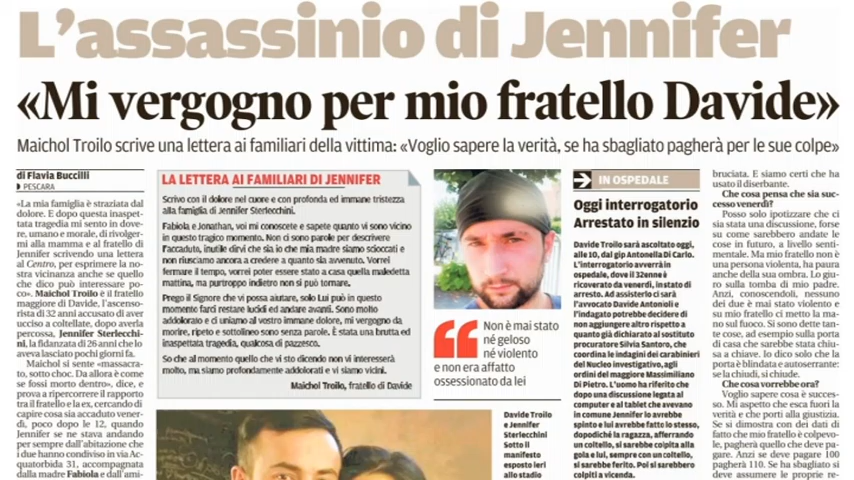 L'assassinio di Jennifer
«Mi vergogno per mio fratello Davide»
Maichol Troilo scrive una lettera ai familiari della vittima: «Voglio sapere la verità, se ha sbagliato pagherà per le sue colpe»
di Flavia Buccilli
PESCARA
«La mia famiglia è straziata dal
dolore. E dopo questa inaspet-
tata tragedia mi sento in dove-
re, umano e morale, di rivolger-
mi alla mamma e al fratello di
Jennifer scrivendo una lettera
al Centro, per esprimere la no-
stra vicinanza anche se quello
che dico può interessare po-
co». Maichol Troilo è il fratello
maggiore di Davide, l'ascenso-
rista di 32 anni accusato di aver
ucciso a coltellate, dopo averla
percossa, Jennifer Sterlecchi-
ni, la fidanzata di 26 anni che lo
aveva lasciato pochi giorni fa.
Maichol si sente «massacra-
to, sotto choc. Da allora è come
se fossi morto dentro», dice, e
prova a ripercorrere il rapporto
tra il fratello e la ex, cercando di
capire cosa sia accaduto vener-
dì, poco dopo le 12, quando
Jennifer se ne stava andando
per sempre dall'abitazione che
i due hanno condiviso in via Ac-
quatorbida 31, accompagnata
dalla madre Fabiola e dall'ami-
LA LETTERA AI FAMILIARI DI JENNIFER
Scrivo con il dolore nel cuore e con profonda ed immane tristezza
alla famiglia di Jennifer Sterlecchini.
Fabiola e Jonathan, voi mi conoscete e sapete quanto vi sono vicino
in questo tragico momento. Non ci sono parole per descrivere
l'accaduto, inutile dirvi che sia io che mia madre siamo scioccati e
non riusciamo ancora a credere a quanto sia avvenuto. Vorrei
fermare il tempo, vorrei poter essere stato a casa quella maledetta
mattina, ma purtroppo indietro non si può tornare.
Prego il Signore che vi possa aiutare, solo Lui può in questo
momento farci restare lucidi ed andare avanti. Sono molto
addolorato e ci uniamo al vostro immane dolore, mi vergogno da
morire, ripeto e sottolineo sono senza parole. È stata una brutta ed
inaspettata tragedia, qualcosa di pazzesco.
So che al momento quello che vi sto dicendo non vi interesserà
molto, ma siamo profondamente addolorati e vi siamo vicini.
Maichol Troilo, fratello di Davide
Non è mai stato
né geloso
né violento
e non era affatto
ossessionato da lei
Davide Troilo
e Jennifer
Sterlecchini
Sotto il
manifesto
esposto ieri
allo stadio
IN OSPEDALE
Oggi interrogatorio
Arrestato in silenzio
Davide Troilo sarà ascoltato oggi,
alle 10, dal gip Antonella Di Carlo.
L'interrogatorio avverrà in
ospedale, dove il 32enne è
ricoverato da venerdì, in stato di
arresto. Ad assisterlo ci sarà
l'avvocato Davide Antonioli e
l'indagato potrebbe decidere di
non aggiungere altro rispetto a
quanto già dichiarato al sostituto
procuratore Silvia Santoro, che
coordina le indagini dei carabinieri
del Nucleo investigativo, agli
ordini del maggiore Massimiliano
Di Pietro. L'uomo ha riferito che
dopo una discussione legata al
computer e al tablet che avevano
in comune Jennifer lo avrebbe
spinto e lui avrebbe fatto lo stesso,
dopodiché la ragazza, afferrando
un coltello, si sarebbe colpita alla
gola e lui, sempre con un coltello,
si sarebbe ferito. Poi si sarebbero
colpiti a vicenda.
bruciata. E siamo certi che ha
usato il diserbante.
Che cosa pensa che sia suc-
cesso venerdì?
Posso solo ipotizzare che ci
sia stata una discussione, forse
su come sarebbero andate le
cose in futuro, a livello senti-
mentale. Ma mio fratello non è
una persona violenta, ha paura
anche della sua ombra. Lo giu-
ro sulla tomba di mio padre.
Anzi, conoscendoli, nessuno
dei due è mai stato violento e
su mio fratello ci metto la ma-
no sul fuoco. Si sono dette tan-
te cose, ad esempio sulla porta
di casa che sarebbe stata chiu-
sa a chiave. Io dico solo che la
porta è blindata e autoserrante:
se la chiudi, si chiude.
Che cosa vorrebbe ora?
Voglio sapere cosa è succes-
so. Mi aspetto che esca fuori la
verità e che porti alla giustizia.
Se si dimostra con dei dati di
fatto che mio fratello è colpevo-
le, pagherà quello che deve pa-
gare. Anzi se deve pagare 100
pagherà 110. Se ha sbagliato si
deve assumere le proprie re-